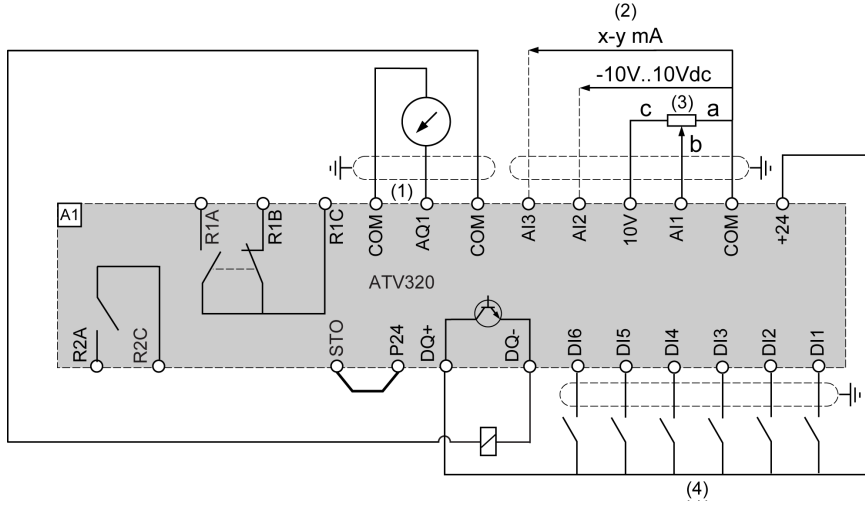 (2)
x-y mA
-10V..10Vdc
c (3) a
b
(1)
A1
R1A R1B R1C COM AQ1 COM AI3 AI2 10V AI1 COM +24
ATV320
R2A R2C STO P24 DQ+ DQ- DI6 DI5 DI4 DI3 DI2 DI1
(4)